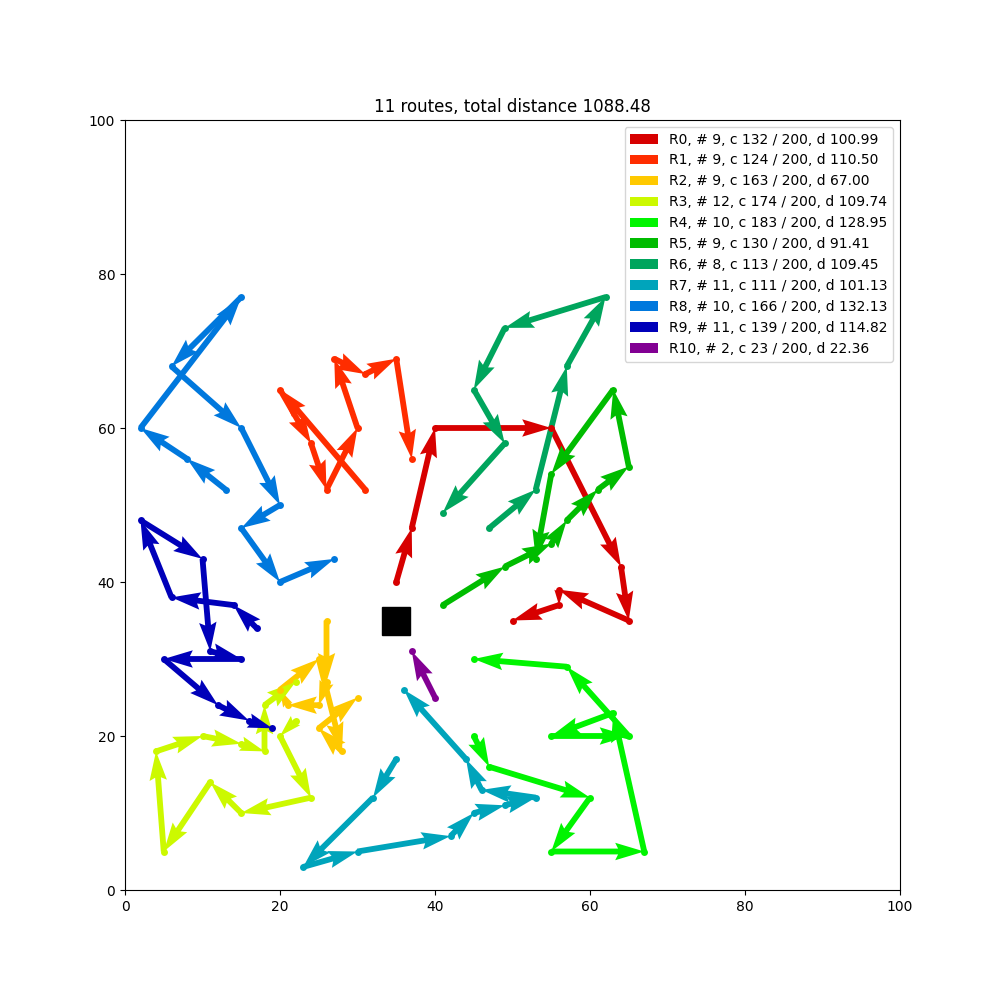 11 routes, total distance 1088.48
R0, # 9, c 132 / 200, d 100.99
R1, # 9, c 124 / 200, d 110.50
R2, # 9, c 163 / 200, d 67.00
R3, # 12, c 174 / 200, d 109.74
R4, # 10, c 183 / 200, d 128.95
R5, # 9, c 130 / 200, d 91.41
R6, # 8, c 113 / 200, d 109.45
R7, # 11, c 111 / 200, d 101.13
R8, # 10, c 166 / 200, d 132.13
R9, # 11, c 139 / 200, d 114.82
R10, # 2, c 23 / 200, d 22.36
100
80
60
40
20
0
0 20 40 60 80 100